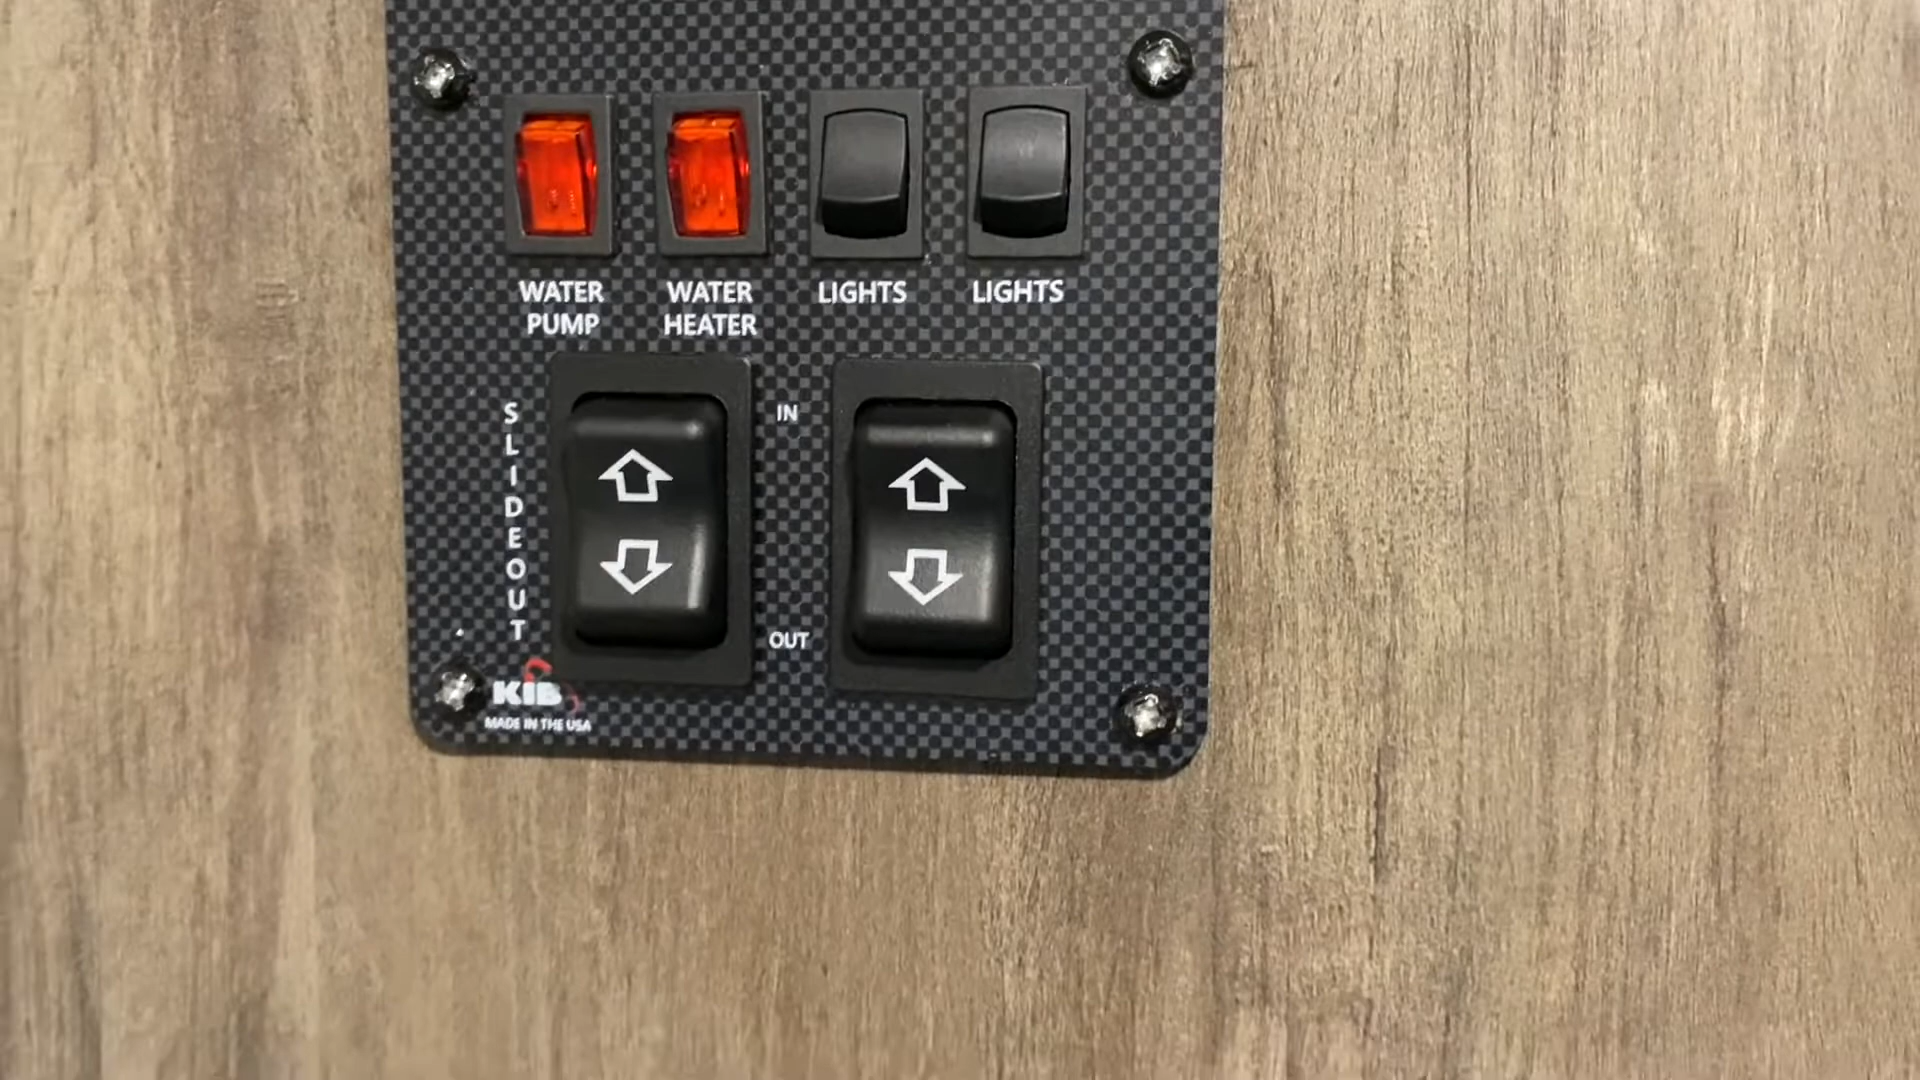 WATER
PUMP
WATER
HEATER
LIGHTS
LIGHTS
SLIDEOUT
IN
OUT
KIB
MADE IN THE USA